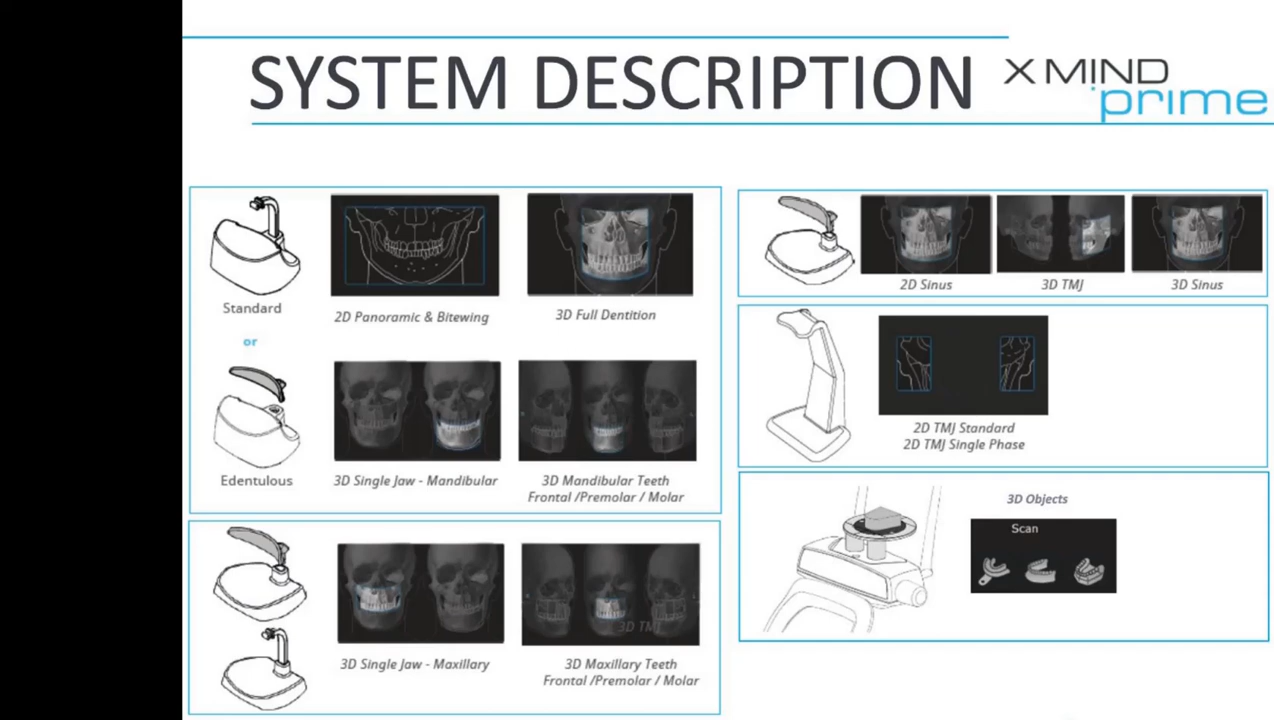 SYSTEM DESCRIPTION
X MIND
prime
Standard
2D Panoramic & Bitewing
3D Full Dentition
or
Edentulous
3D Single Jaw - Mandibular
3D Mandibular Teeth
Frontal /Premolar / Molar
3D TMJ
3D Single Jaw - Maxillary
3D Maxillary Teeth
Frontal /Premolar / Molar
2D Sinus
3D TMJ
3D Sinus
2D TMJ Standard
2D TMJ Single Phase
3D Objects
Scan